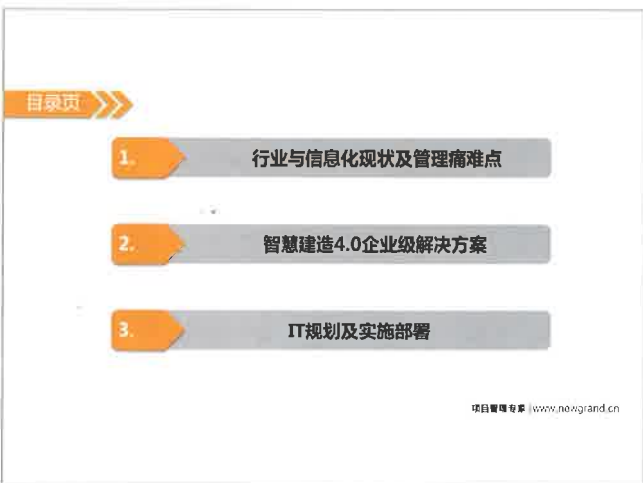 目录页
1.
行业与信息化现状及管理痛难点
2.
智慧建造4.0企业级解决方案
3.
IT规划及实施部署
项目管理专家 | www.newgrand.cn